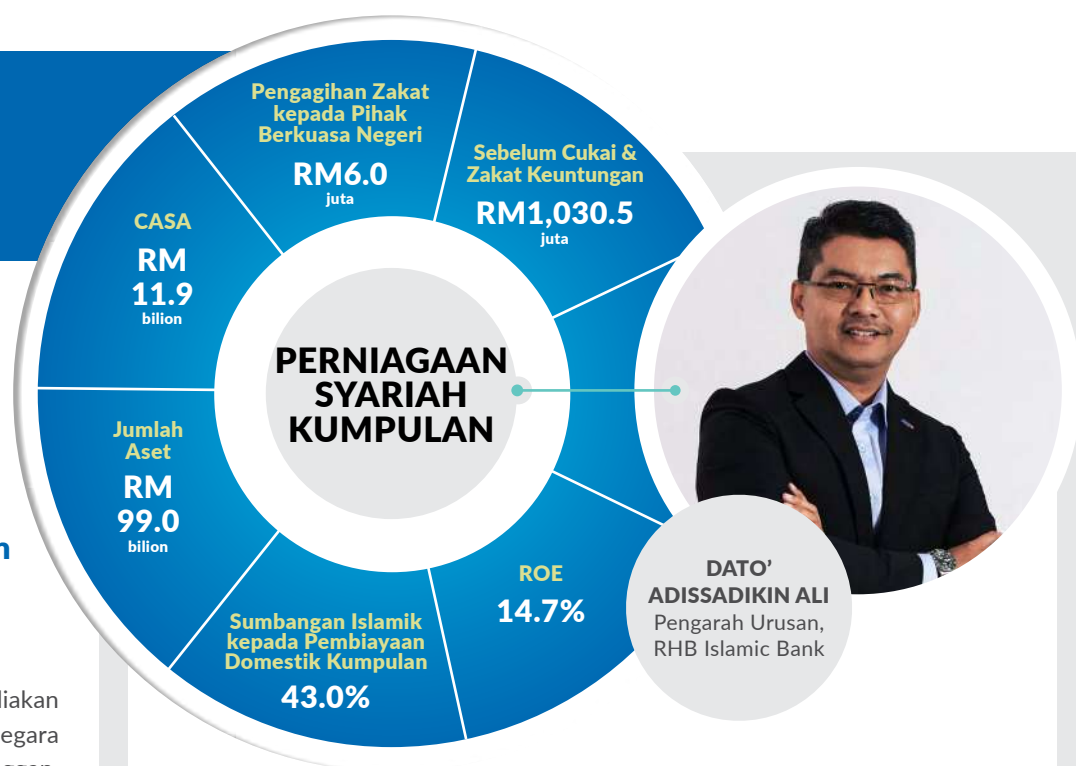 Pengagihan Zakat
kepada Pihak
Berkuasa Negeri
RM6.0
juta
Sebelum Cukai &
Zakat Keuntungan
RM1,030.5
juta
CASA
RM
11.9
bilion
PERNIAGAAN
SYARIAH
KUMPULAN
Jumlah
Aset
RM
99.0
bilion
ROE
14.7%
Sumbangan Islamik
kepada Pembiayaan
Domestik Kumpulan
43.0%
DATO'
ADISSADIKIN ALI
Pengarah Urusan,
RHB Islamic Bank